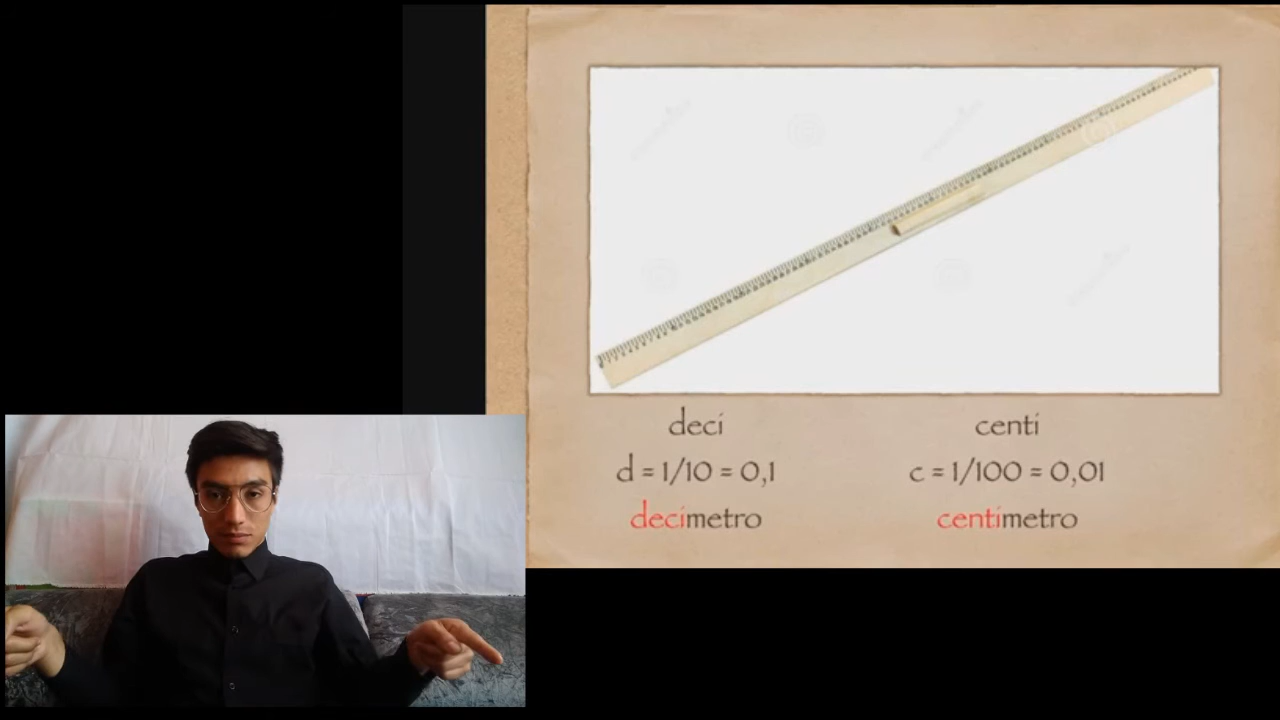 deci
centi
d = 1/10 = 0,1
c = 1/100 = 0,01
decimetro
centimetro